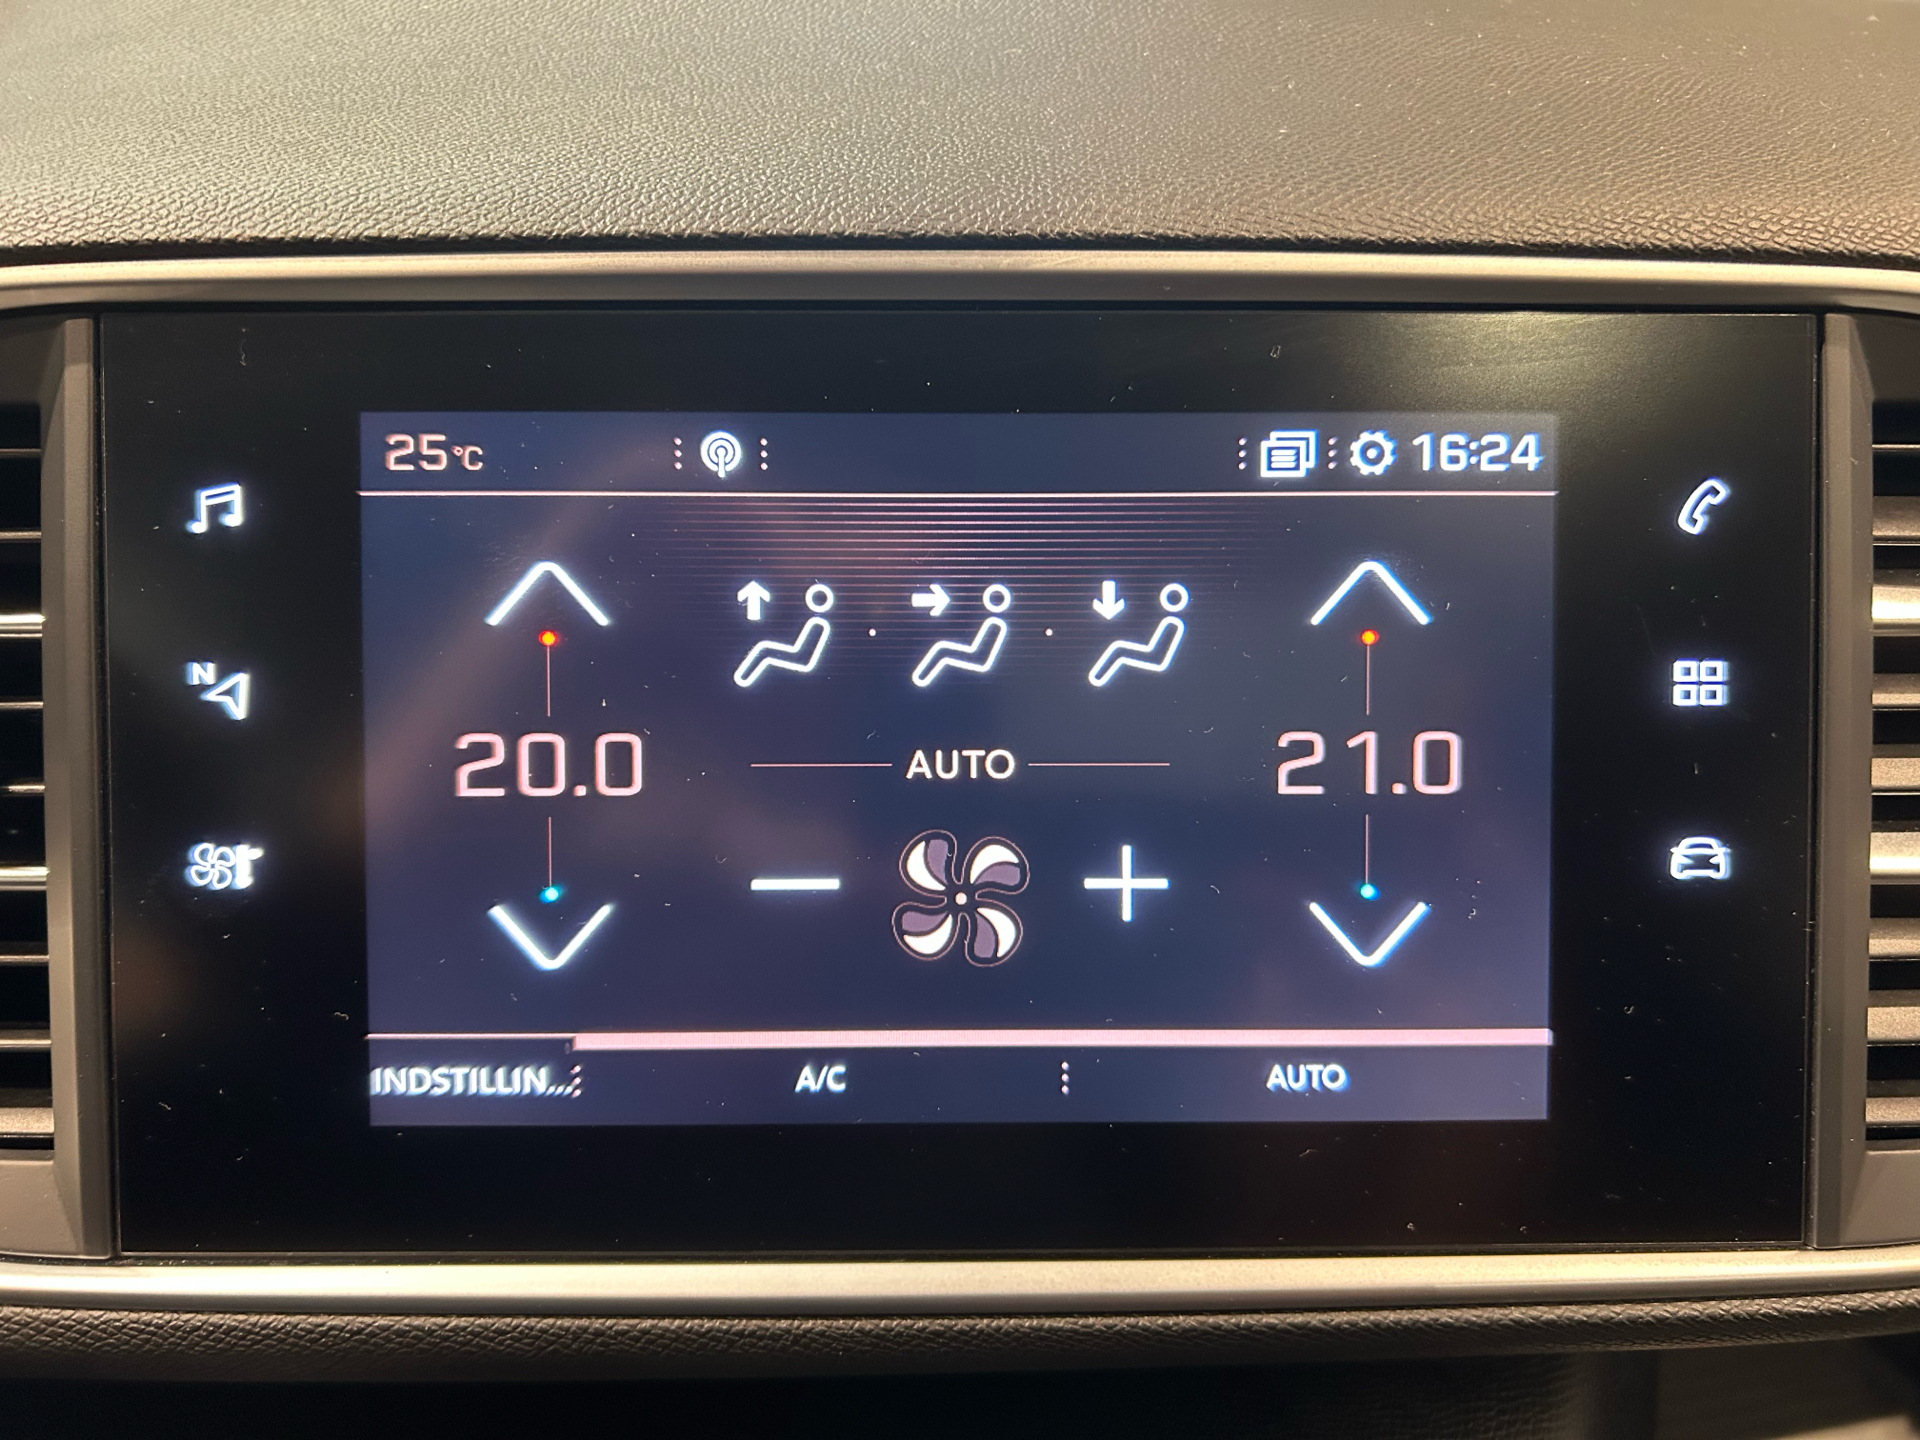 25°C 16:24
N
20.0 AUTO 21.0
INDSTILLIN... A/C AUTO